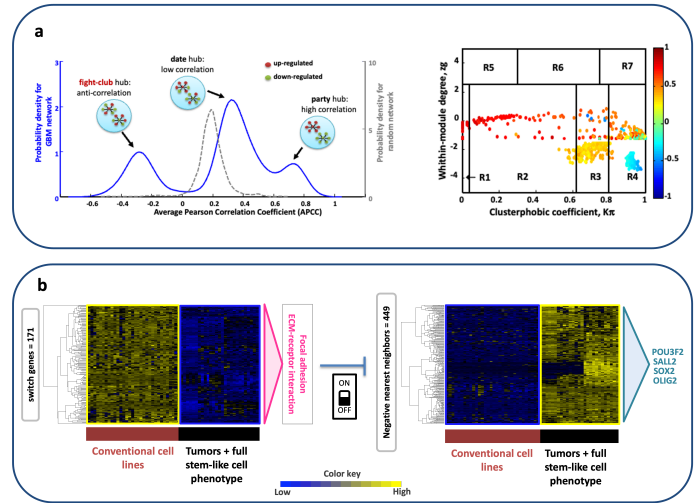 a
Probability density for
GBM network
3
2
1
0
fight-club hub:
anti-correlation
date hub:
low correlation
up-regulated
down-regulated
party hub:
high correlation
10
5
0
Probability density for
random network
-0.6 -0.4 -0.2 0 0.2 0.4 0.6 0.8 1
Average Pearson Correlation Coefficient (APCC)
Whithin-module degree, zg
4
2
0
-2
-4
R5 R6 R7
R1 R2 R3 R4
0 0.2 0.4 0.6 0.8 1
Clusterphobic coefficient, Kπ
1
0.5
0
-0.5
-1
b
switch genes = 171
Focal adhesion
ECM-receptor interaction
ON
OFF
Negative nearest neighbors = 449
POU3F2
SALL2
SOX2
OLIG2
Conventional cell
lines
Tumors + full
stem-like cell
phenotype
Conventional cell
lines
Tumors + full
stem-like cell
phenotype
Color key
Low High